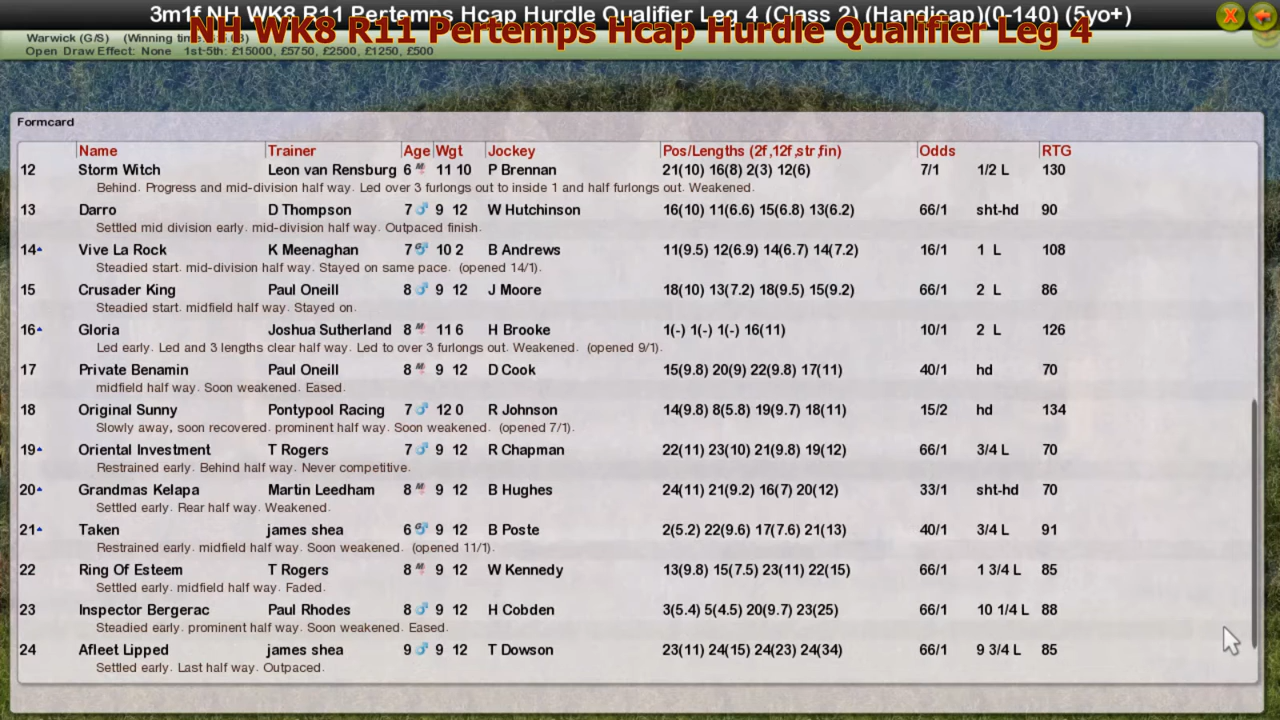 3m1f NH WK8 R11 Pertemps Hcap Hurdle Qualifier Leg 4 (Class 2) (Handicap)(0-140) (5yo+)
NH WK8 R11 Pertemps Hcap Hurdle Qualifier Leg 4
Warwick (G/S) (Winning time
Open Draw Effect: None 1st-5th: £15000, £5750, £2500, £1250, £500
Formcard
Name Trainer Age Wgt Jockey Pos/Lengths (2f,12f,str,fin) Odds RTG
12 Storm Witch Leon van Rensburg 6 11 10 P Brennan 21(10) 16(8) 2(3) 12(6) 7/1 1/2 L 130
Behind. Progress and mid-division half way. Led over 3 furlongs out to inside 1 and half furlongs out. Weakened.
13 Darro D Thompson 7 9 12 W Hutchinson 16(10) 11(6.6) 15(6.8) 13(6.2) 66/1 sht-hd 90
Settled mid division early. mid-division half way. Outpaced finish.
14 Vive La Rock K Meenaghan 7 10 2 B Andrews 11(9.5) 12(6.9) 14(6.7) 14(7.2) 16/1 1 L 108
Steadied start. mid-division half way. Stayed on same pace. (opened 14/1).
15 Crusader King Paul Oneill 8 9 12 J Moore 18(10) 13(7.2) 18(9.5) 15(9.2) 66/1 2 L 86
Steadied start. midfield half way. Stayed on.
16 Gloria Joshua Sutherland 8 11 6 H Brooke 1(-) 1(-) 1(-) 16(11) 10/1 2 L 126
Led early. Led and 3 lengths clear half way. Led to over 3 furlongs out. Weakened. (opened 9/1).
17 Private Benamin Paul Oneill 8 9 12 D Cook 15(9.8) 20(9) 22(9.8) 17(11) 40/1 hd 70
midfield half way. Soon weakened. Eased.
18 Original Sunny Pontypool Racing 7 12 0 R Johnson 14(9.8) 8(5.8) 19(9.7) 18(11) 15/2 hd 134
Slowly away, soon recovered. prominent half way. Soon weakened. (opened 7/1).
19 Oriental Investment T Rogers 7 9 12 R Chapman 22(11) 23(10) 21(9.8) 19(12) 66/1 3/4 L 70
Restrained early. Behind half way. Never competitive.
20 Grandmas Kelapa Martin Leedham 8 9 12 B Hughes 24(11) 21(9.2) 16(7) 20(12) 33/1 sht-hd 70
Settled early. Rear half way. Weakened.
21 Taken james shea 6 9 12 B Poste 2(5.2) 22(9.6) 17(7.6) 21(13) 40/1 3/4 L 91
Restrained early. midfield half way. Soon weakened. (opened 11/1).
22 Ring Of Esteem T Rogers 8 9 12 W Kennedy 13(9.8) 15(7.5) 23(11) 22(15) 66/1 1 3/4 L 85
Settled early. midfield half way. Faded.
23 Inspector Bergerac Paul Rhodes 8 9 12 H Cobden 3(5.4) 5(4.5) 20(9.7) 23(25) 66/1 10 1/4 L 88
Steadied early. prominent half way. Soon weakened. Eased.
24 Afleet Lipped james shea 9 9 12 T Dowson 23(11) 24(15) 24(23) 24(34) 66/1 9 3/4 L 85
Settled early. Last half way. Outpaced.